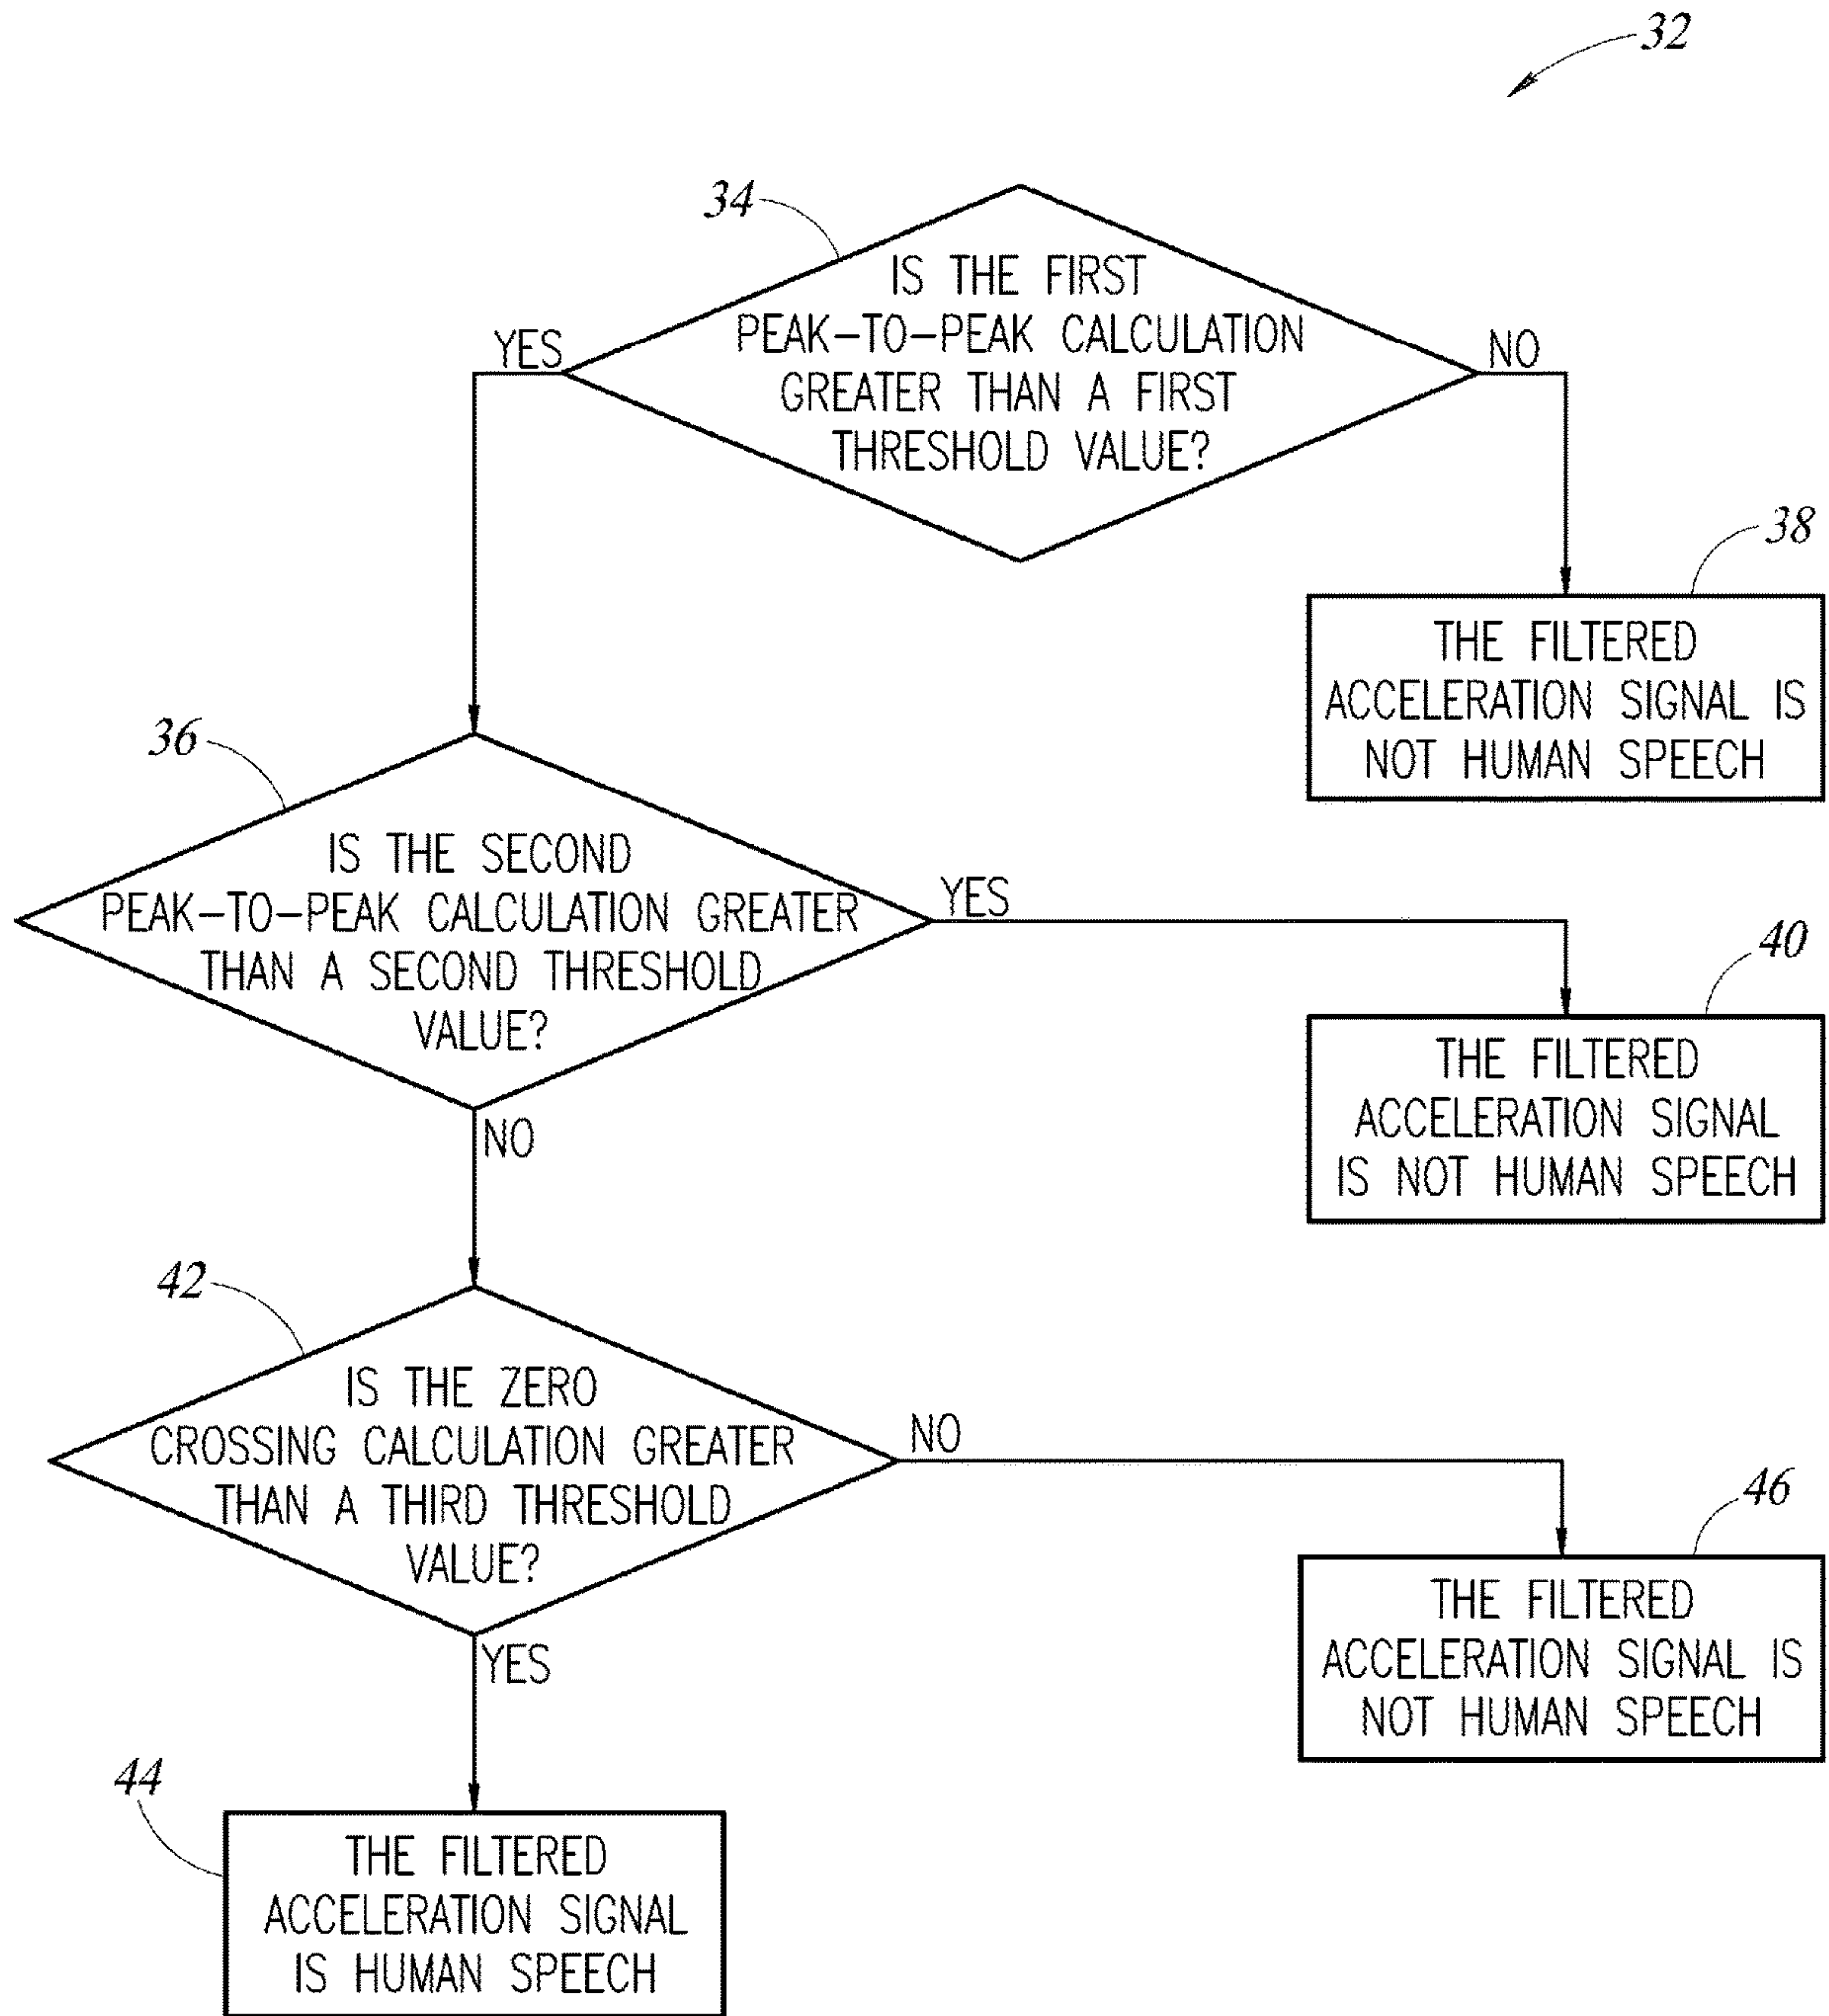 32
34
IS THE FIRST
PEAK-TO-PEAK CALCULATION
GREATER THAN A FIRST
THRESHOLD VALUE?
YES
NO
38
THE FILTERED
ACCELERATION SIGNAL IS
NOT HUMAN SPEECH
36
IS THE SECOND
PEAK-TO-PEAK CALCULATION GREATER
THAN A SECOND THRESHOLD
VALUE?
YES
NO
40
THE FILTERED
ACCELERATION SIGNAL
IS NOT HUMAN SPEECH
42
IS THE ZERO
CROSSING CALCULATION GREATER
THAN A THIRD THRESHOLD
VALUE?
NO
YES
46
THE FILTERED
ACCELERATION SIGNAL IS
NOT HUMAN SPEECH
44
THE FILTERED
ACCELERATION SIGNAL
IS HUMAN SPEECH